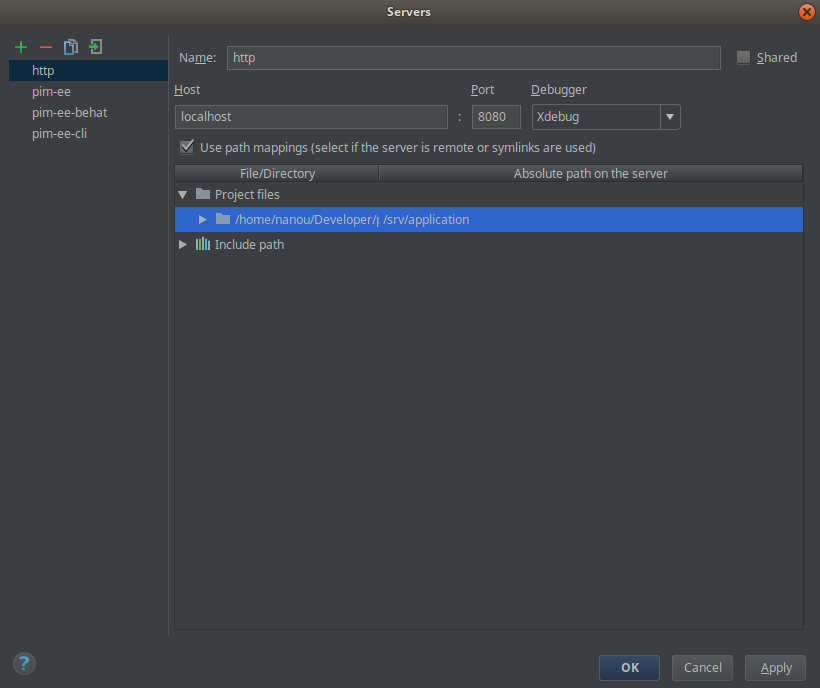 Servers
http
pim-ee
pim-ee-behat
pim-ee-cli
Name: http Shared
Host Port Debugger
localhost : 8080 Xdebug
Use path mappings (select if the server is remote or symlinks are used)
File/Directory Absolute path on the server
Project files
/home/nanou/Developer/ /srv/application
Include path
? OK Cancel Apply